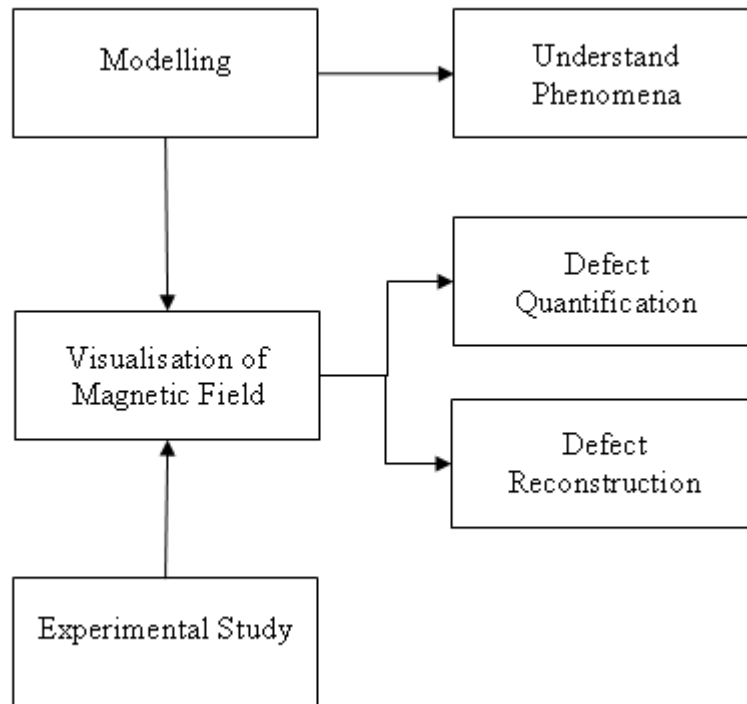 Modelling
Understand
Phenomena
Defect
Quantification
Visualisation of
Magnetic Field
Defect
Reconstruction
Experimental Study